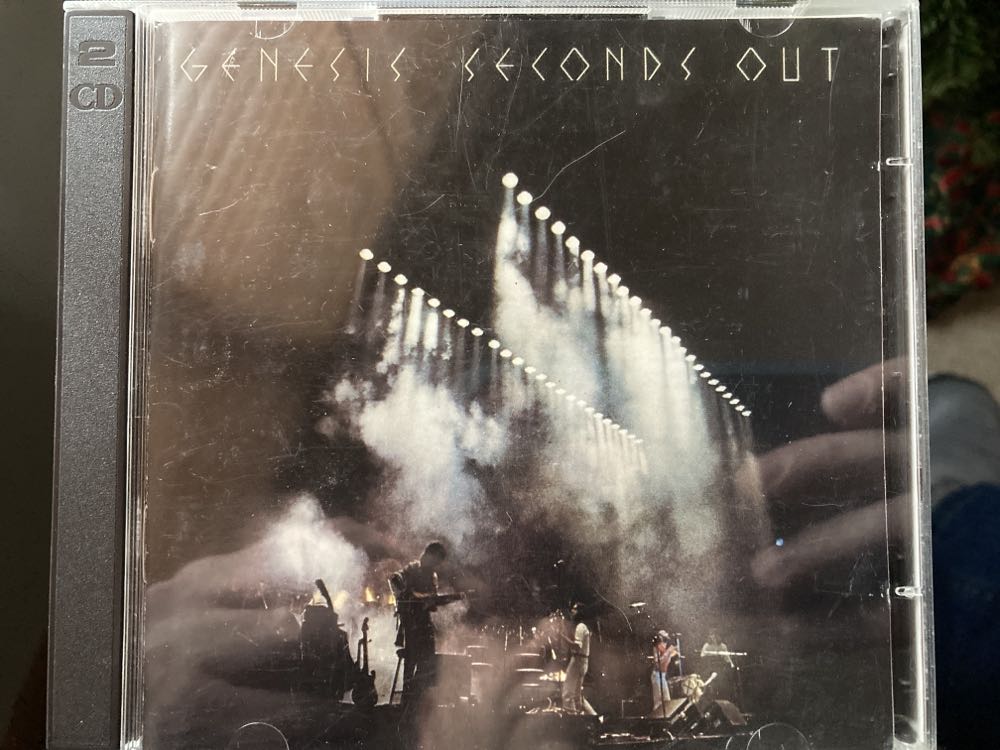 2
CD
GENESIS SECONDS OUT